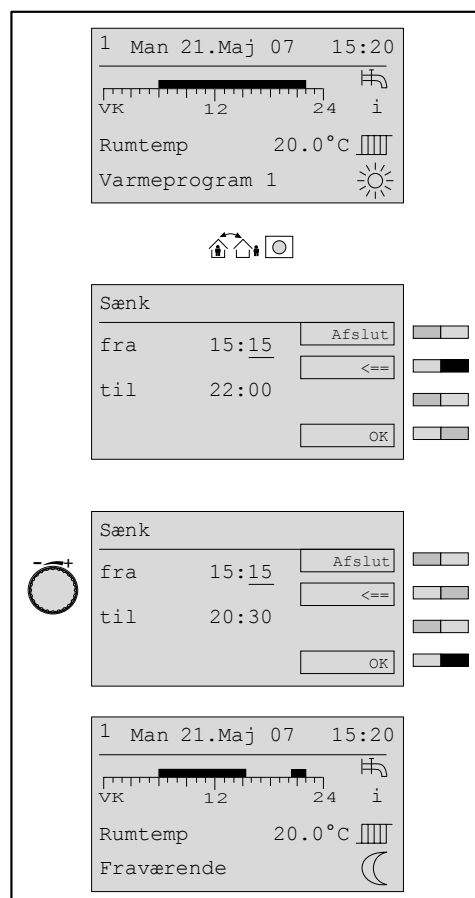 1 Man 21.Maj 07 15:20
VK 12 24 i
Rumtemp 20.0°C
Varmeprogram 1
Sænk
Afslut
fra 15:15
<==
til 22:00
OK
Sænk
- +
Afslut
fra 15:15
<==
til 20:30
OK
1 Man 21.Maj 07 15:20
VK 12 24 i
Rumtemp 20.0°C
Fraværende